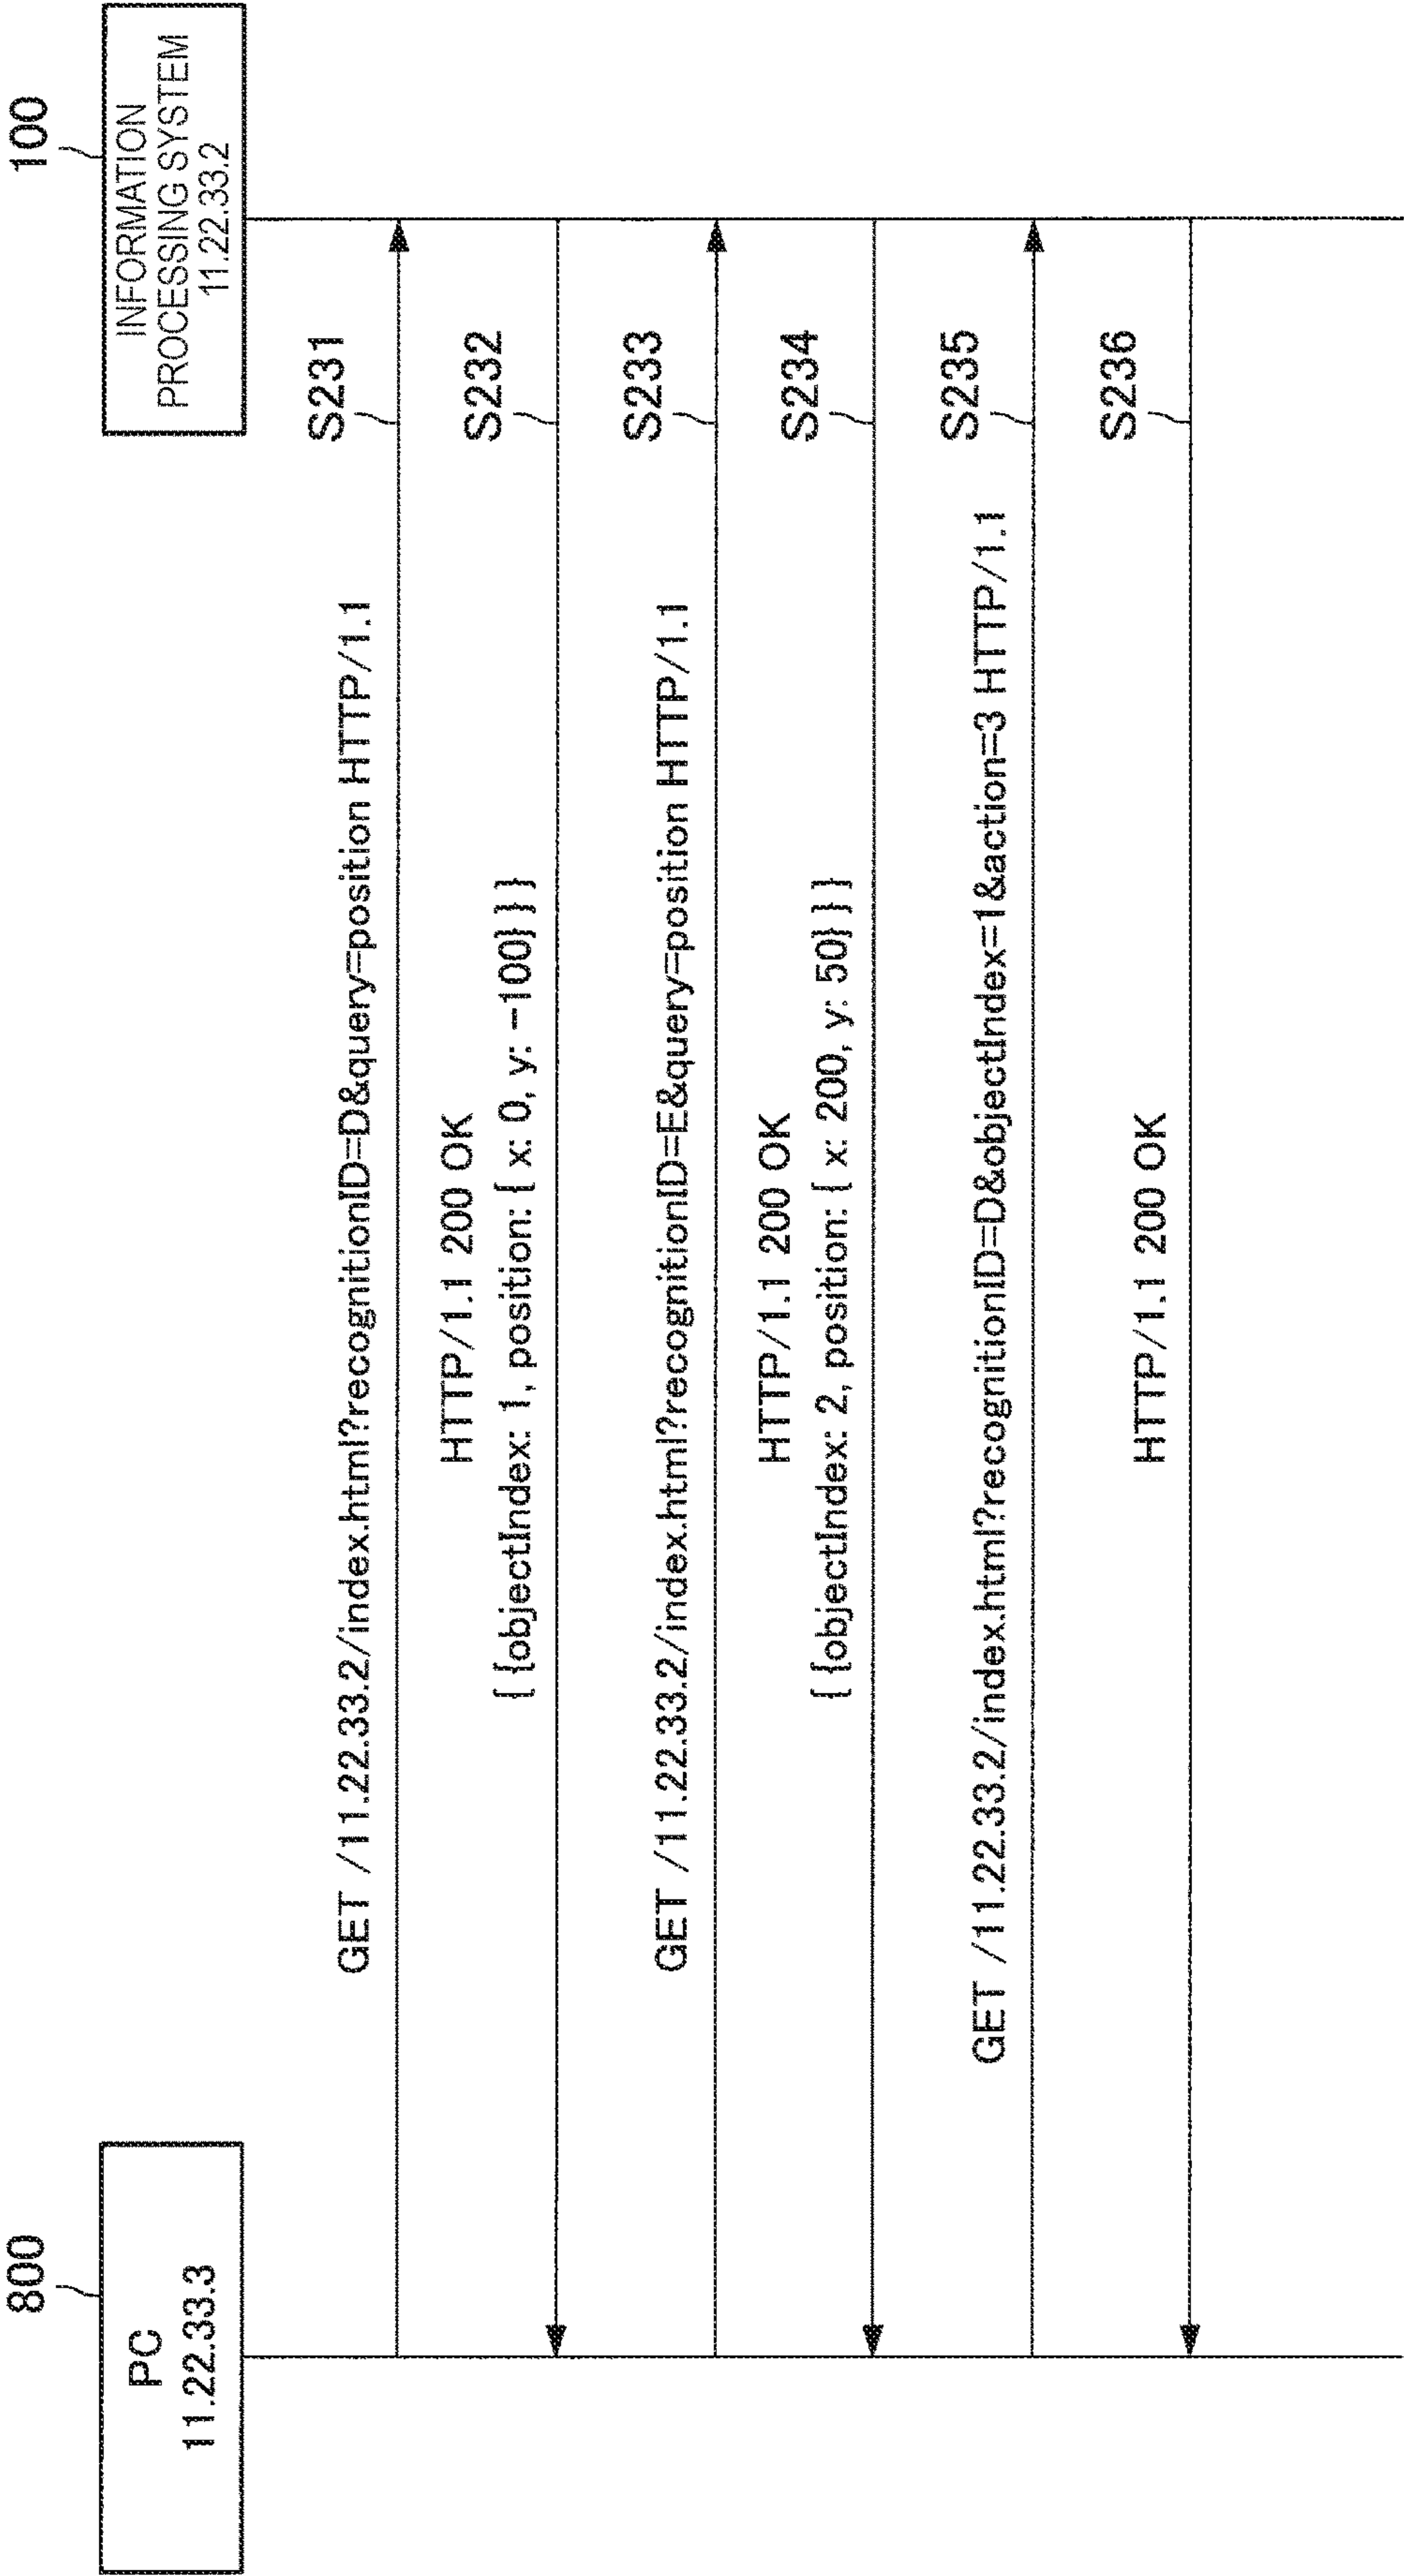 800
PC
11.22.33.3
100
INFORMATION
PROCESSING SYSTEM
11.22.33.2
GET /11.22.33.2/index.html?recognitionID=D&query=position HTTP/1.1
S231
HTTP/1.1 200 OK
[ {objectIndex: 1, position: { x: 0, y: -100} } ]
S232
GET /11.22.33.2/index.html?recognitionID=E&query=position HTTP/1.1
S233
HTTP/1.1 200 OK
[ {objectIndex: 2, position: { x: 200, y: 50} } ]
S234
GET /11.22.33.2/index.html?recognitionID=D&objectIndex=1&action=3 HTTP/1.1
S235
HTTP/1.1 200 OK
S236